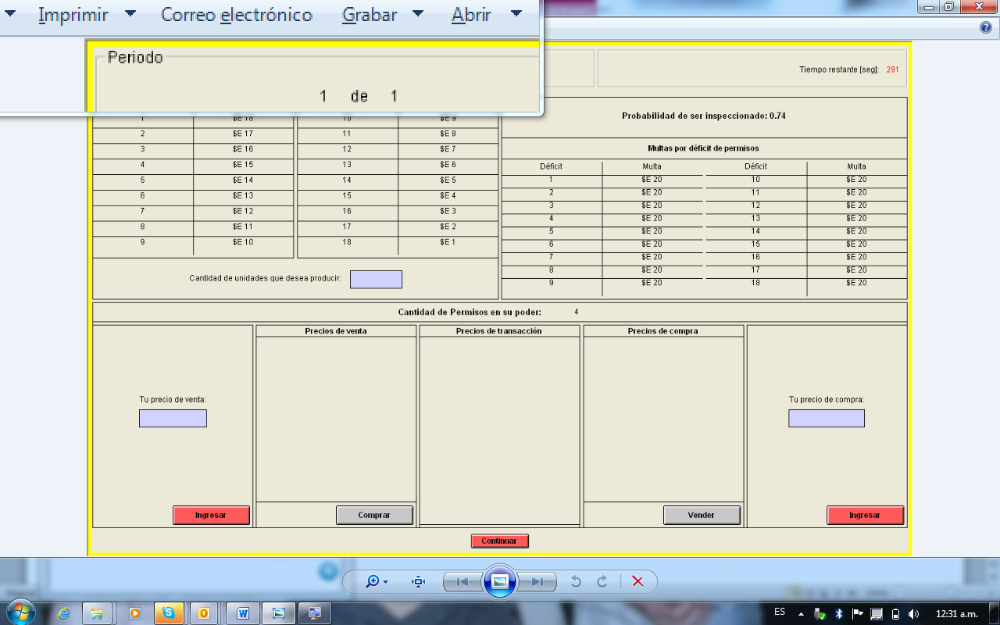 Imprimir Correo electrónico Grabar Abrir
Periodo
1 de 1
Tiempo restante [seg]: 291
Probabilidad de ser inspeccionado: 0.74
1 $E 18 10 $E 9
2 $E 17 11 $E 8
3 $E 16 12 $E 7
4 $E 15 13 $E 6
5 $E 14 14 $E 5
6 $E 13 15 $E 4
7 $E 12 16 $E 3
8 $E 11 17 $E 2
9 $E 10 18 $E 1
Cantidad de unidades que desea producir:
Multas por déficit de permisos
Déficit Multa Déficit Multa
1 $E 20 10 $E 20
2 $E 20 11 $E 20
3 $E 20 12 $E 20
4 $E 20 13 $E 20
5 $E 20 14 $E 20
6 $E 20 15 $E 20
7 $E 20 16 $E 20
8 $E 20 17 $E 20
9 $E 20 18 $E 20
Cantidad de Permisos en su poder: 4
Precios de venta Precios de transacción Precios de compra
Tu precio de venta: Tu precio de compra:
Ingresar Comprar Vender Ingresar
Continuar
ES 12:31 a.m.